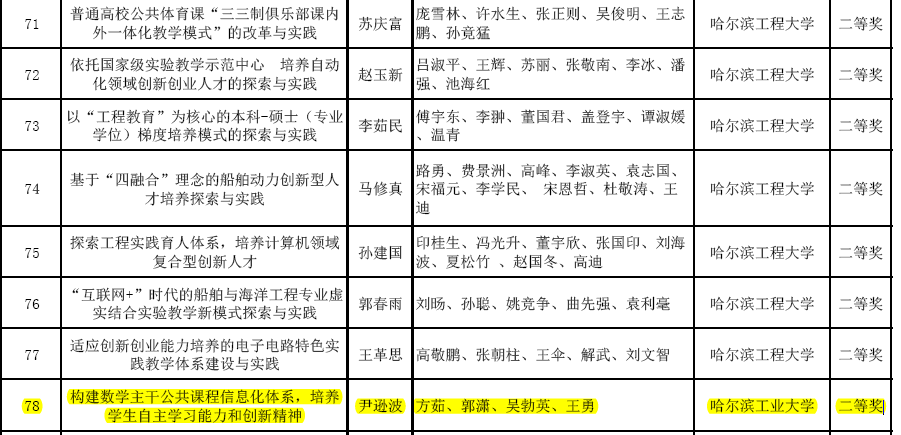 71
普通高校公共体育课“三三制俱乐部课内
外一体化教学模式”的改革与实践
苏庆富
庞雪林、许水生、张正则、吴俊明、王志
鹏、孙竟猛
哈尔滨工程大学
二等奖
72
依托国家级实验教学示范中心 培养自动
化领域创新创业人才的探索与实践
赵玉新
吕淑平、王辉、苏丽、张敬南、李冰、潘
强、池海红
哈尔滨工程大学
二等奖
73
以“工程教育”为核心的本科-硕士（专业
学位）梯度培养模式的探索与实践
李茹民
傅宇东、李翀、董国君、盖登宇、谭淑媛
、温青
哈尔滨工程大学
二等奖
74
基于“四融合”理念的船舶动力创新型人
才培养探索与实践
马修真
路勇、费景洲、高峰、李淑英、袁志国、
宋福元、李学民、 宋恩哲、杜敬涛、王
迪
哈尔滨工程大学
二等奖
75
探索工程实践育人体系，培养计算机领域
复合型创新人才
孙建国
印桂生、冯光升、董宇欣、张国印、刘海
波、夏松竹 、赵国冬、高迪
哈尔滨工程大学
二等奖
76
“互联网+”时代的船舶与海洋工程专业虚
实结合实验教学新模式探索与实践
郭春雨
刘旸、孙聪、姚竞争、曲先强、袁利毫
哈尔滨工程大学
二等奖
77
适应创新创业能力培养的电子电路特色实
践教学体系建设与实践
王革思
高敬鹏、张朝柱、王伞、解武、刘文智
哈尔滨工程大学
二等奖
78
构建数学主干公共课程信息化体系，培养
学生自主学习能力和创新精神
尹逊波
方茹、郭潇、吴勃英、王勇
哈尔滨工业大学
二等奖